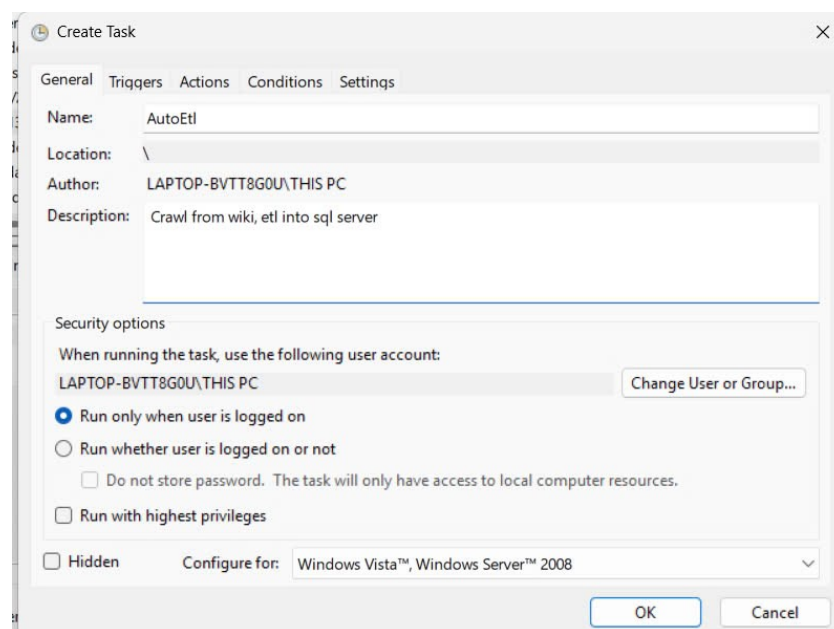 Create Task
General Triggers Actions Conditions Settings
Name: AutoEtl
Location: \
Author: LAPTOP-BVTT8G0U\THIS PC
Description: Crawl from wiki, etl into sql server
Security options
When running the task, use the following user account:
LAPTOP-BVTT8G0U\THIS PC Change User or Group...
Run only when user is logged on
Run whether user is logged on or not
Do not store password. The task will only have access to local computer resources.
Run with highest privileges
Hidden Configure for: Windows Vista™, Windows Server™ 2008
OK Cancel